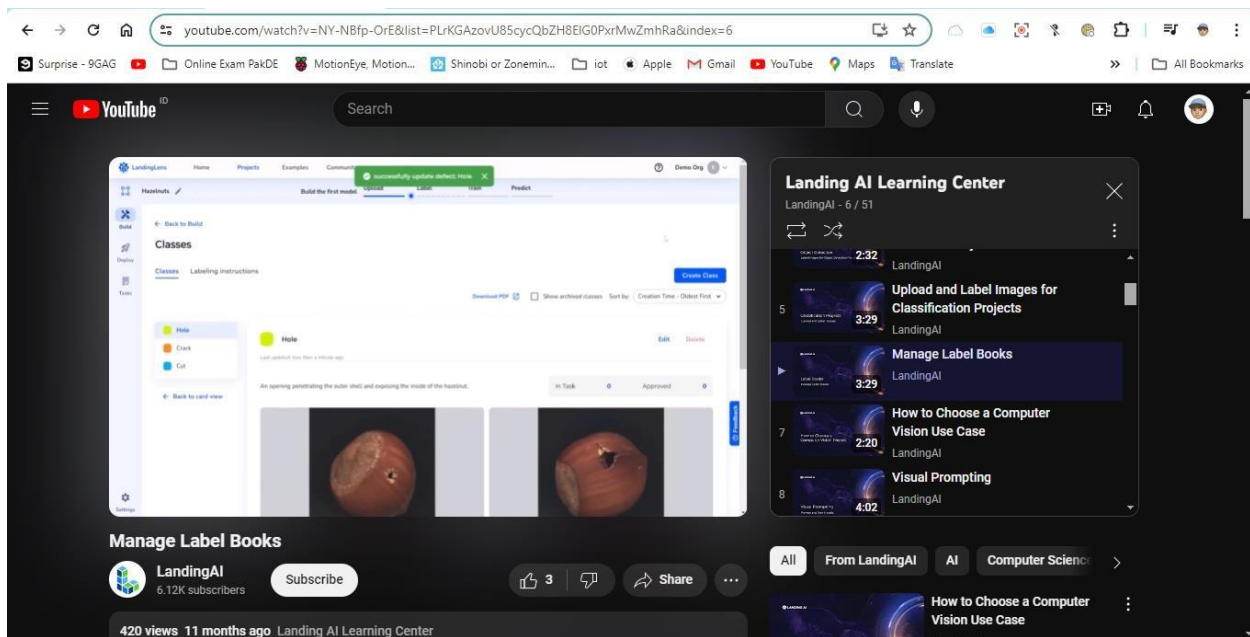 youtube.com/watch?v=NY-NBfp-OrE&list=PLrKGAzovU85cycQbZH8EIG0PxrMwZmhRa&index=6
Surprise - 9GAG Online Exam PakDE MotionEye, Motion... Shinobi or Zonemin... iot Apple Gmail YouTube Maps Translate » All Bookmarks
YouTube ID Search
LandingLens Home Projects Examples Demo Org
successfully update defect: Hole
Hazelnuts Build the first model Upload Label Train Predict
Build
Deploy
Tasks
Settings
← Back to Build
Classes
Classes Labeling instructions
Create Class
Download PDF Show archived classes Sort by: Creation Time - Oldest First
Hole
Crack
Cut
← Back to card view
Hole Edit Delete
Last updated: less than a minute ago
An opening penetrating the outer shell and exposing the inside of the hazelnut. In Task 0 Approved 0
Feedback
Manage Label Books
LandingAI
6.12K subscribers
Subscribe
3
Share
420 views 11 months ago Landing AI Learning Center
Landing AI Learning Center
LandingAI - 6 / 51
2:32
LandingAI
5 Upload and Label Images for
Classification Projects
3:29
LandingAI
Manage Label Books
LandingAI
3:29
7 How to Choose a Computer
Vision Use Case
2:20
LandingAI
8 Visual Prompting
LandingAI
4:02
All From LandingAI AI Computer Science
How to Choose a Computer
Vision Use Case